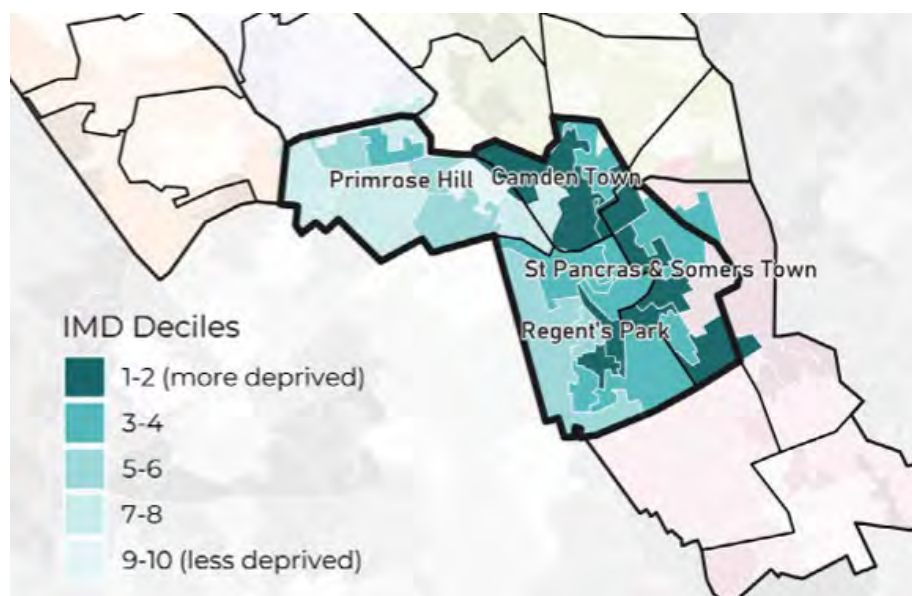 Primrose Hill
Camden Town
St Pancras & Somers Town
Regent's Park
IMD Deciles
1-2 (more deprived)
3-4
5-6
7-8
9-10 (less deprived)